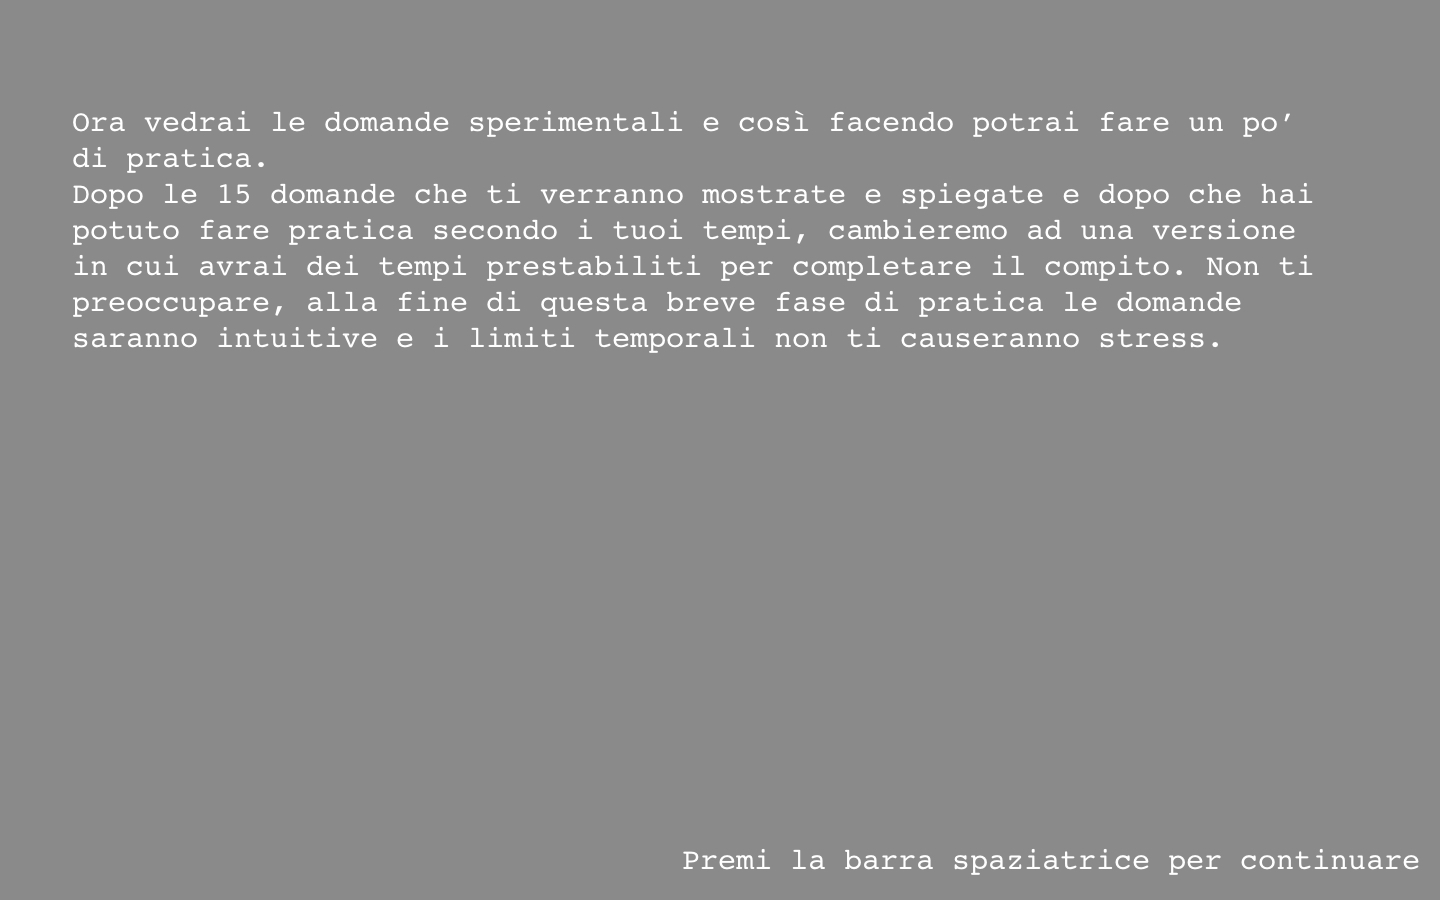 Ora vedrai le domande sperimentali e così facendo potrai fare un po’
di pratica.
Dopo le 15 domande che ti verranno mostrate e spiegate e dopo che hai
potuto fare pratica secondo i tuoi tempi, cambieremo ad una versione
in cui avrai dei tempi prestabiliti per completare il compito. Non ti
preoccupare, alla fine di questa breve fase di pratica le domande
saranno intuitive e i limiti temporali non ti causeranno stress.
Premi la barra spaziatrice per continuare